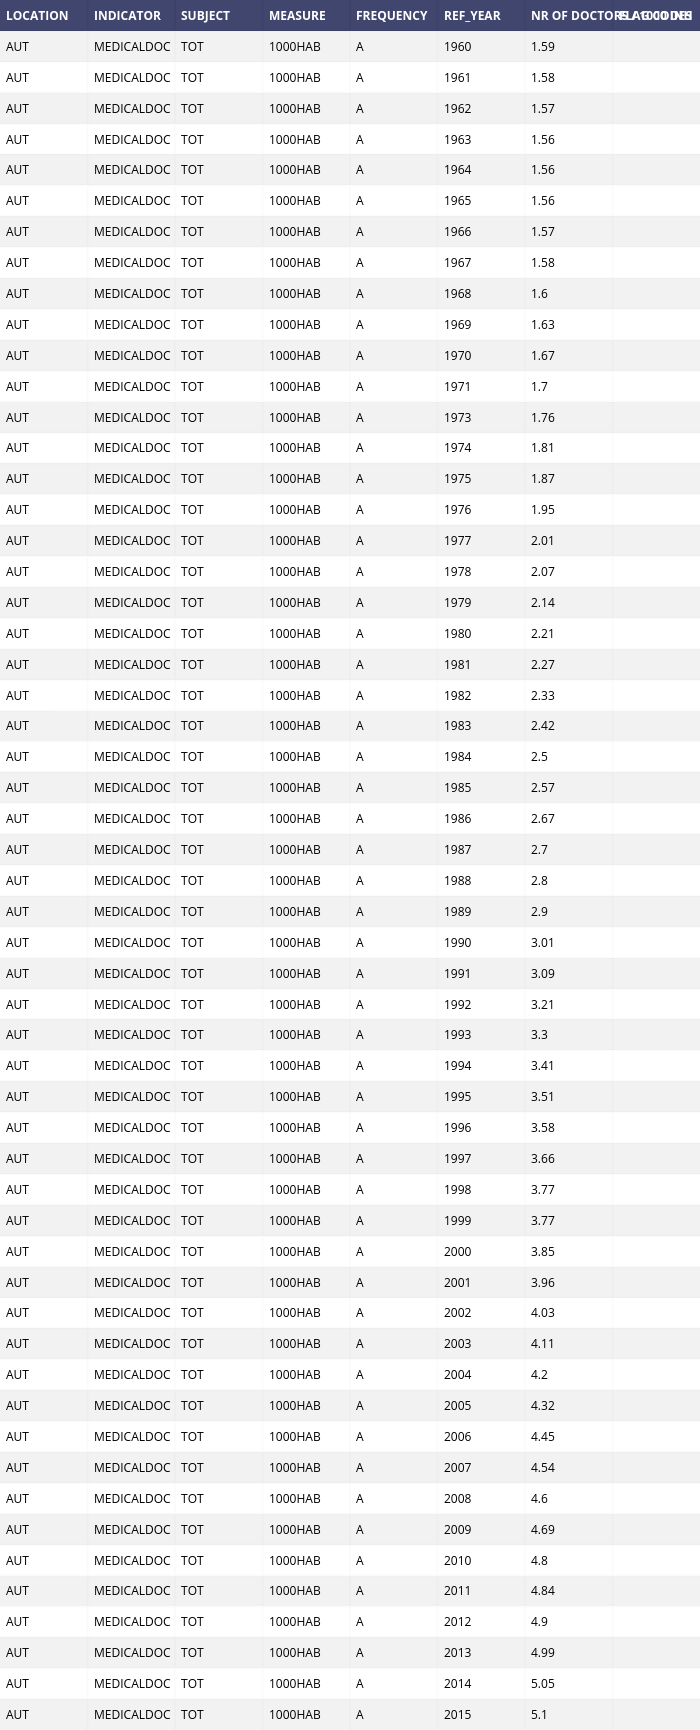 LOCATION INDICATOR SUBJECT MEASURE FREQUENCY REF_YEAR NR OF DOCTORS
AUT MEDICALDOC TOT 1000HAB A 1960 1.59
AUT MEDICALDOC TOT 1000HAB A 1961 1.58
AUT MEDICALDOC TOT 1000HAB A 1962 1.57
AUT MEDICALDOC TOT 1000HAB A 1963 1.56
AUT MEDICALDOC TOT 1000HAB A 1964 1.56
AUT MEDICALDOC TOT 1000HAB A 1965 1.56
AUT MEDICALDOC TOT 1000HAB A 1966 1.57
AUT MEDICALDOC TOT 1000HAB A 1967 1.58
AUT MEDICALDOC TOT 1000HAB A 1968 1.6
AUT MEDICALDOC TOT 1000HAB A 1969 1.63
AUT MEDICALDOC TOT 1000HAB A 1970 1.67
AUT MEDICALDOC TOT 1000HAB A 1971 1.7
AUT MEDICALDOC TOT 1000HAB A 1973 1.76
AUT MEDICALDOC TOT 1000HAB A 1974 1.81
AUT MEDICALDOC TOT 1000HAB A 1975 1.87
AUT MEDICALDOC TOT 1000HAB A 1976 1.95
AUT MEDICALDOC TOT 1000HAB A 1977 2.01
AUT MEDICALDOC TOT 1000HAB A 1978 2.07
AUT MEDICALDOC TOT 1000HAB A 1979 2.14
AUT MEDICALDOC TOT 1000HAB A 1980 2.21
AUT MEDICALDOC TOT 1000HAB A 1981 2.27
AUT MEDICALDOC TOT 1000HAB A 1982 2.33
AUT MEDICALDOC TOT 1000HAB A 1983 2.42
AUT MEDICALDOC TOT 1000HAB A 1984 2.5
AUT MEDICALDOC TOT 1000HAB A 1985 2.57
AUT MEDICALDOC TOT 1000HAB A 1986 2.67
AUT MEDICALDOC TOT 1000HAB A 1987 2.7
AUT MEDICALDOC TOT 1000HAB A 1988 2.8
AUT MEDICALDOC TOT 1000HAB A 1989 2.9
AUT MEDICALDOC TOT 1000HAB A 1990 3.01
AUT MEDICALDOC TOT 1000HAB A 1991 3.09
AUT MEDICALDOC TOT 1000HAB A 1992 3.21
AUT MEDICALDOC TOT 1000HAB A 1993 3.3
AUT MEDICALDOC TOT 1000HAB A 1994 3.41
AUT MEDICALDOC TOT 1000HAB A 1995 3.51
AUT MEDICALDOC TOT 1000HAB A 1996 3.58
AUT MEDICALDOC TOT 1000HAB A 1997 3.66
AUT MEDICALDOC TOT 1000HAB A 1998 3.77
AUT MEDICALDOC TOT 1000HAB A 1999 3.77
AUT MEDICALDOC TOT 1000HAB A 2000 3.85
AUT MEDICALDOC TOT 1000HAB A 2001 3.96
AUT MEDICALDOC TOT 1000HAB A 2002 4.03
AUT MEDICALDOC TOT 1000HAB A 2003 4.11
AUT MEDICALDOC TOT 1000HAB A 2004 4.2
AUT MEDICALDOC TOT 1000HAB A 2005 4.32
AUT MEDICALDOC TOT 1000HAB A 2006 4.45
AUT MEDICALDOC TOT 1000HAB A 2007 4.54
AUT MEDICALDOC TOT 1000HAB A 2008 4.6
AUT MEDICALDOC TOT 1000HAB A 2009 4.69
AUT MEDICALDOC TOT 1000HAB A 2010 4.8
AUT MEDICALDOC TOT 1000HAB A 2011 4.84
AUT MEDICALDOC TOT 1000HAB A 2012 4.9
AUT MEDICALDOC TOT 1000HAB A 2013 4.99
AUT MEDICALDOC TOT 1000HAB A 2014 5.05
AUT MEDICALDOC TOT 1000HAB A 2015 5.1